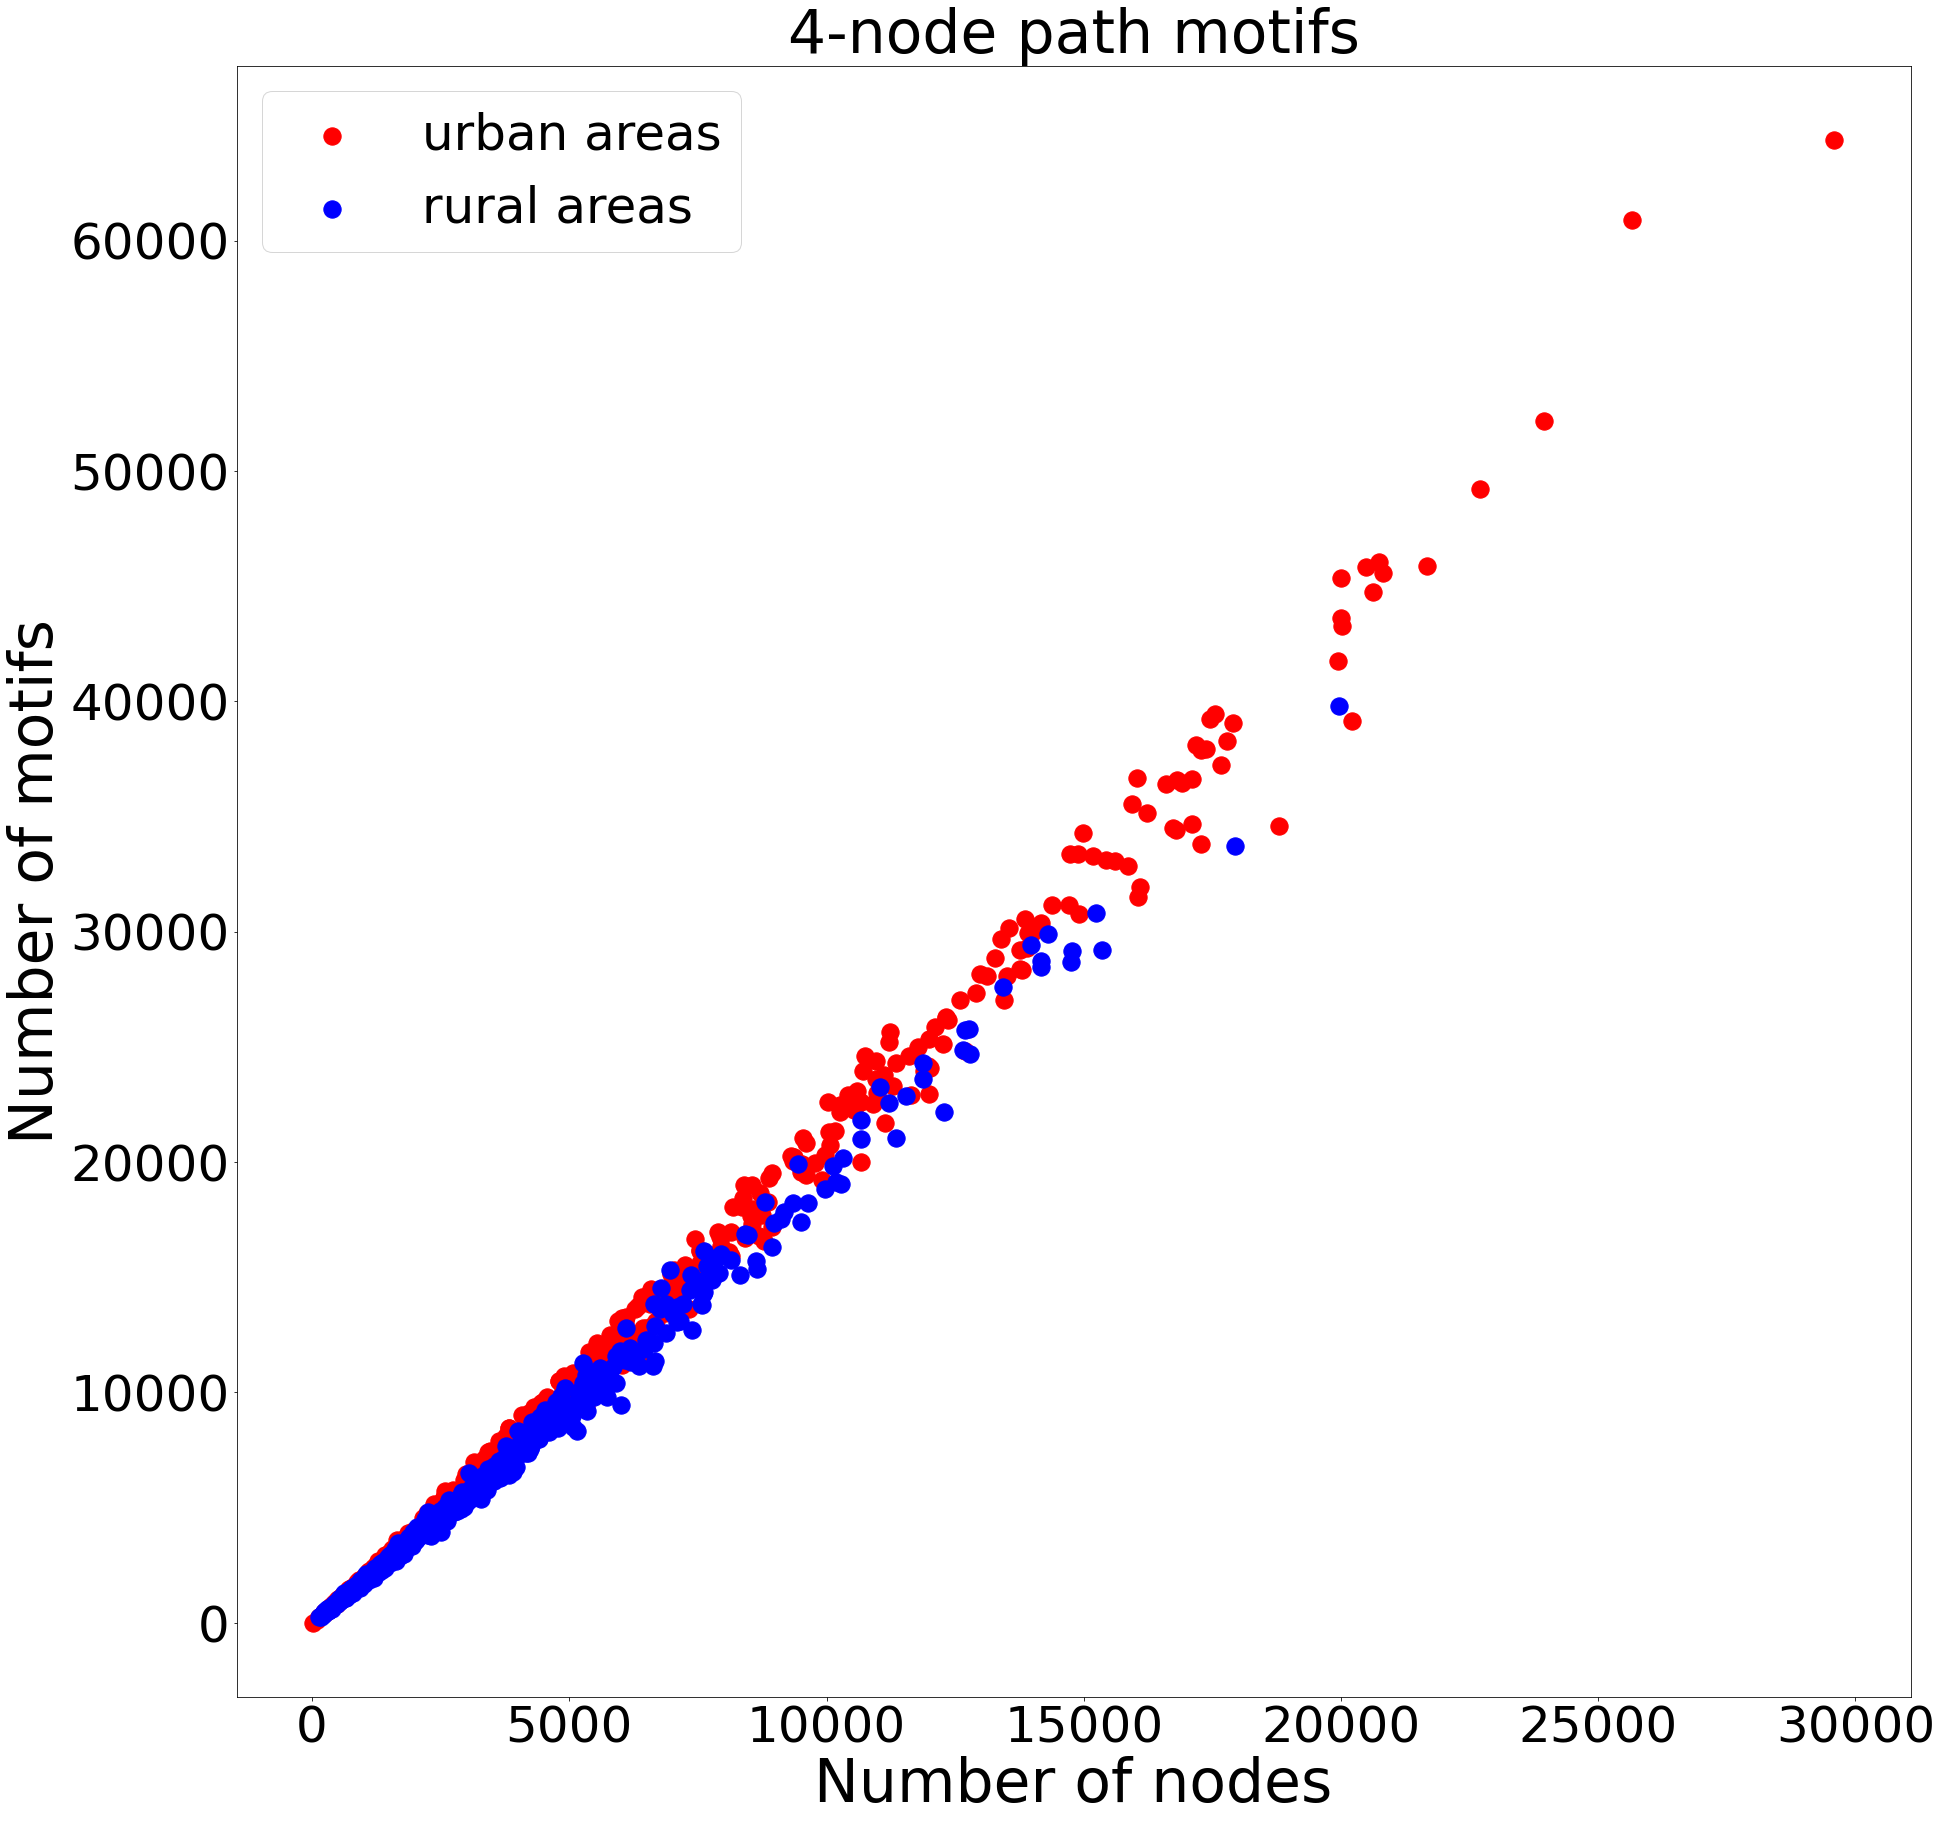 4-node path motifs
urban areas
rural areas
Number of motifs
60000
50000
40000
30000
20000
10000
0
0 5000 10000 15000 20000 25000 30000
Number of nodes